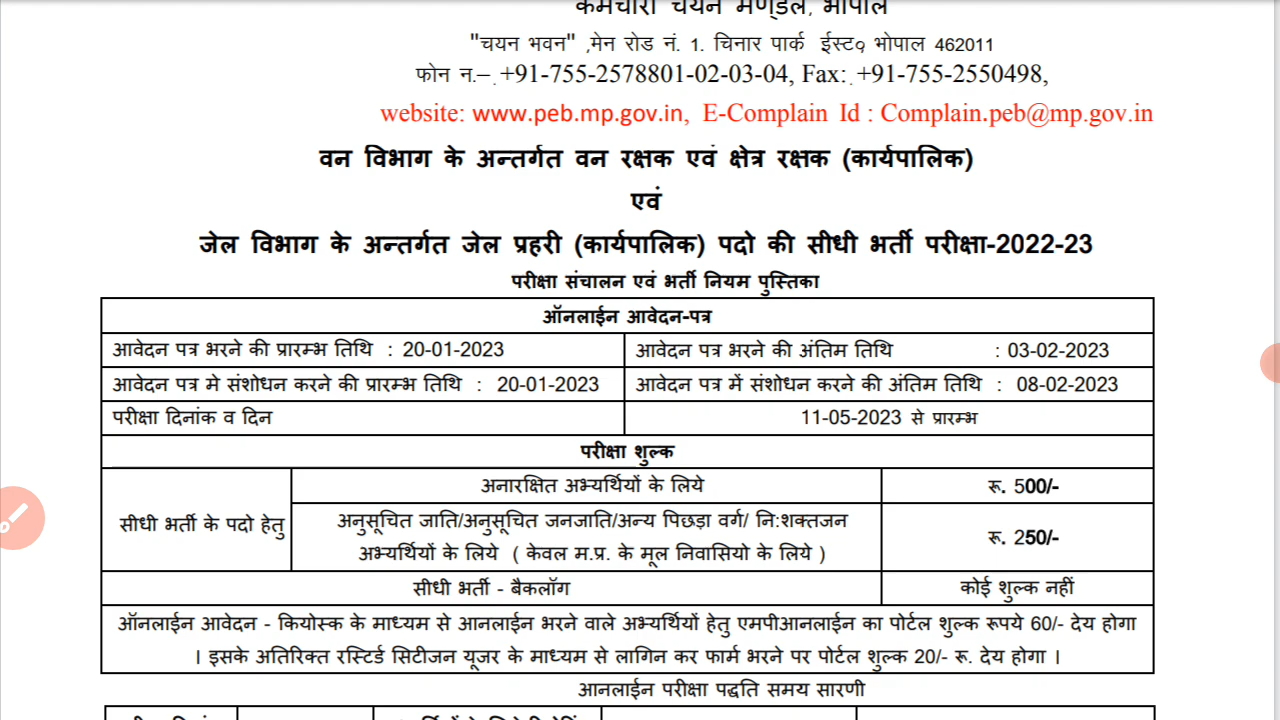 कर्मचारी चयन मण्डल, भोपाल
"चयन भवन" ,मेन रोड नं. 1. चिनार पार्क ईस्ट० भोपाल 462011
फोन न.– +91-755-2578801-02-03-04, Fax: +91-755-2550498,
website: www.peb.mp.gov.in, E-Complain Id : Complain.peb@mp.gov.in
वन विभाग के अन्तर्गत वन रक्षक एवं क्षेत्र रक्षक (कार्यपालिक)
एवं
जेल विभाग के अन्तर्गत जेल प्रहरी (कार्यपालिक) पदो की सीधी भर्ती परीक्षा-2022-23
परीक्षा संचालन एवं भर्ती नियम पुस्तिका
ऑनलाईन आवेदन-पत्र
आवेदन पत्र भरने की प्रारम्भ तिथि : 20-01-2023 आवेदन पत्र भरने की अंतिम तिथि : 03-02-2023
आवेदन पत्र मे संशोधन करने की प्रारम्भ तिथि : 20-01-2023 आवेदन पत्र में संशोधन करने की अंतिम तिथि : 08-02-2023
परीक्षा दिनांक व दिन 11-05-2023 से प्रारम्भ
परीक्षा शुल्क
सीधी भर्ती के पदो हेतु
अनारक्षित अभ्यर्थियों के लिये रू. 500/-
अनुसूचित जाति/अनुसूचित जनजाति/अन्य पिछड़ा वर्ग/ नि:शक्तजन
अभ्यर्थियों के लिये ( केवल म.प्र. के मूल निवासियो के लिये ) रू. 250/-
सीधी भर्ती - बैकलॉग कोई शुल्क नहीं
ऑनलाईन आवेदन - कियोस्क के माध्यम से आनलाईन भरने वाले अभ्यर्थियों हेतु एमपीआनलाईन का पोर्टल शुल्क रूपये 60/- देय होगा
। इसके अतिरिक्त रस्टिर्ड सिटीजन यूजर के माध्यम से लागिन कर फार्म भरने पर पोर्टल शुल्क 20/- रू. देय होगा ।
आनलाईन परीक्षा पद्धति समय सारणी